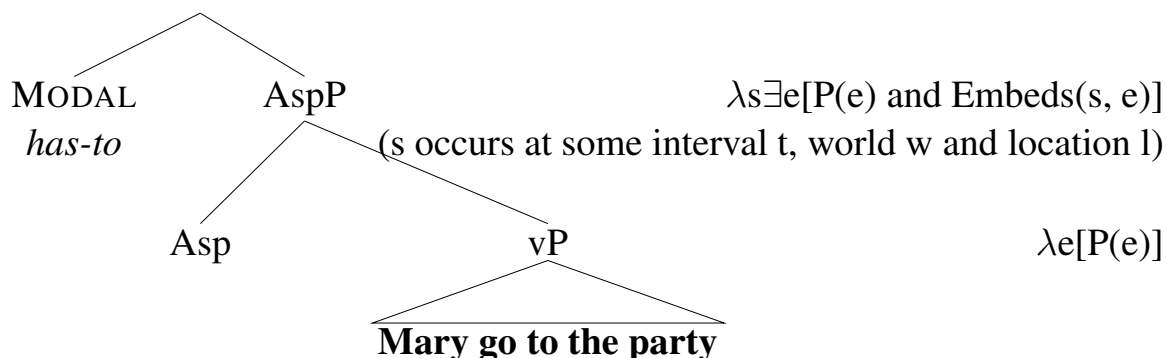 MODAL AspP λs∃e[P(e) and Embeds(s, e)]
has-to (s occurs at some interval t, world w and location l)
Asp vP λe[P(e)]
Mary go to the party